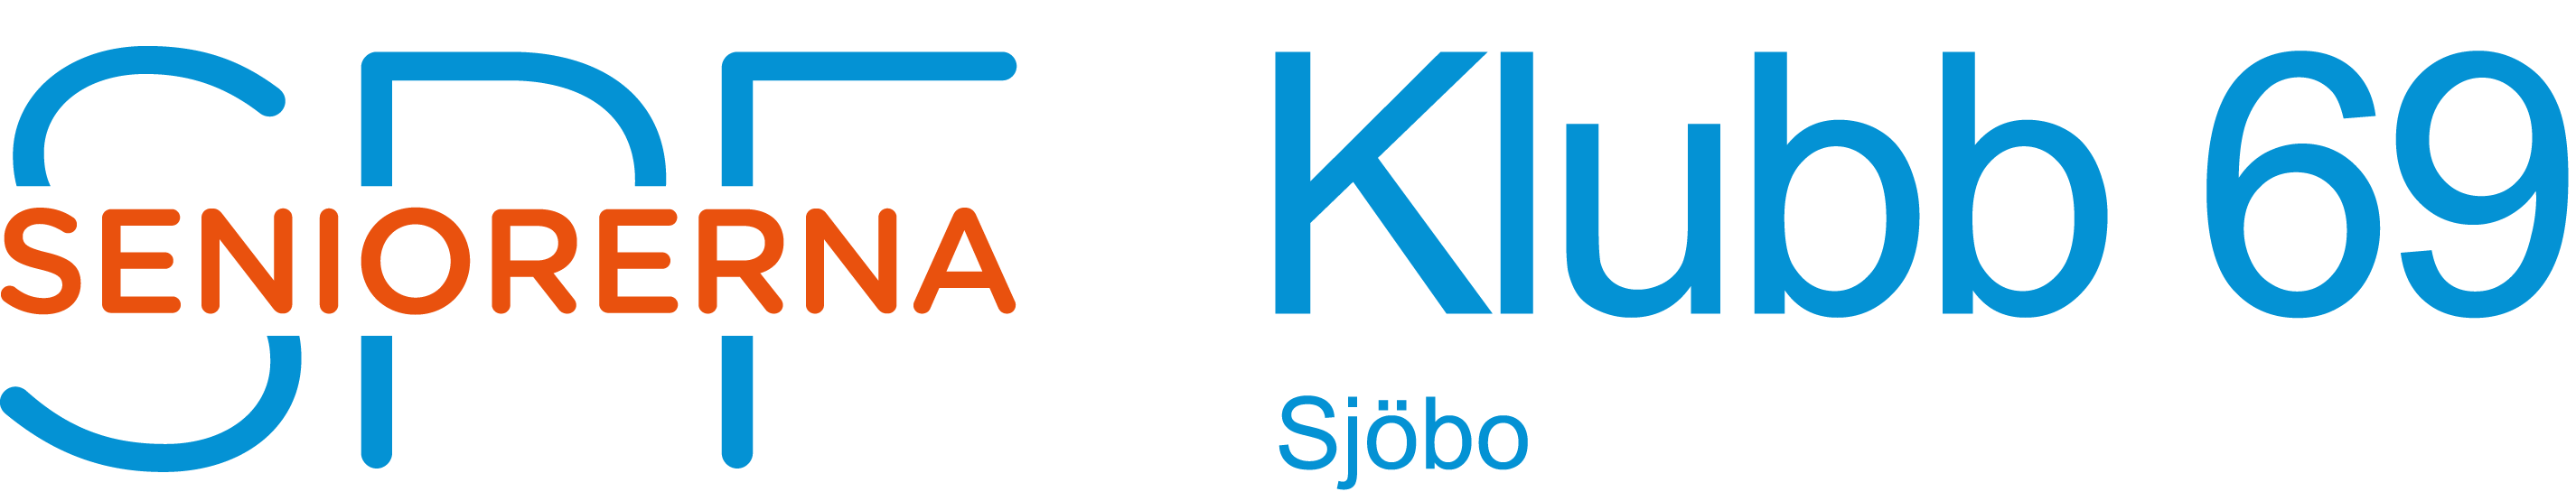 SPF
SENIORERNA
Klubb 69
Sjöbo